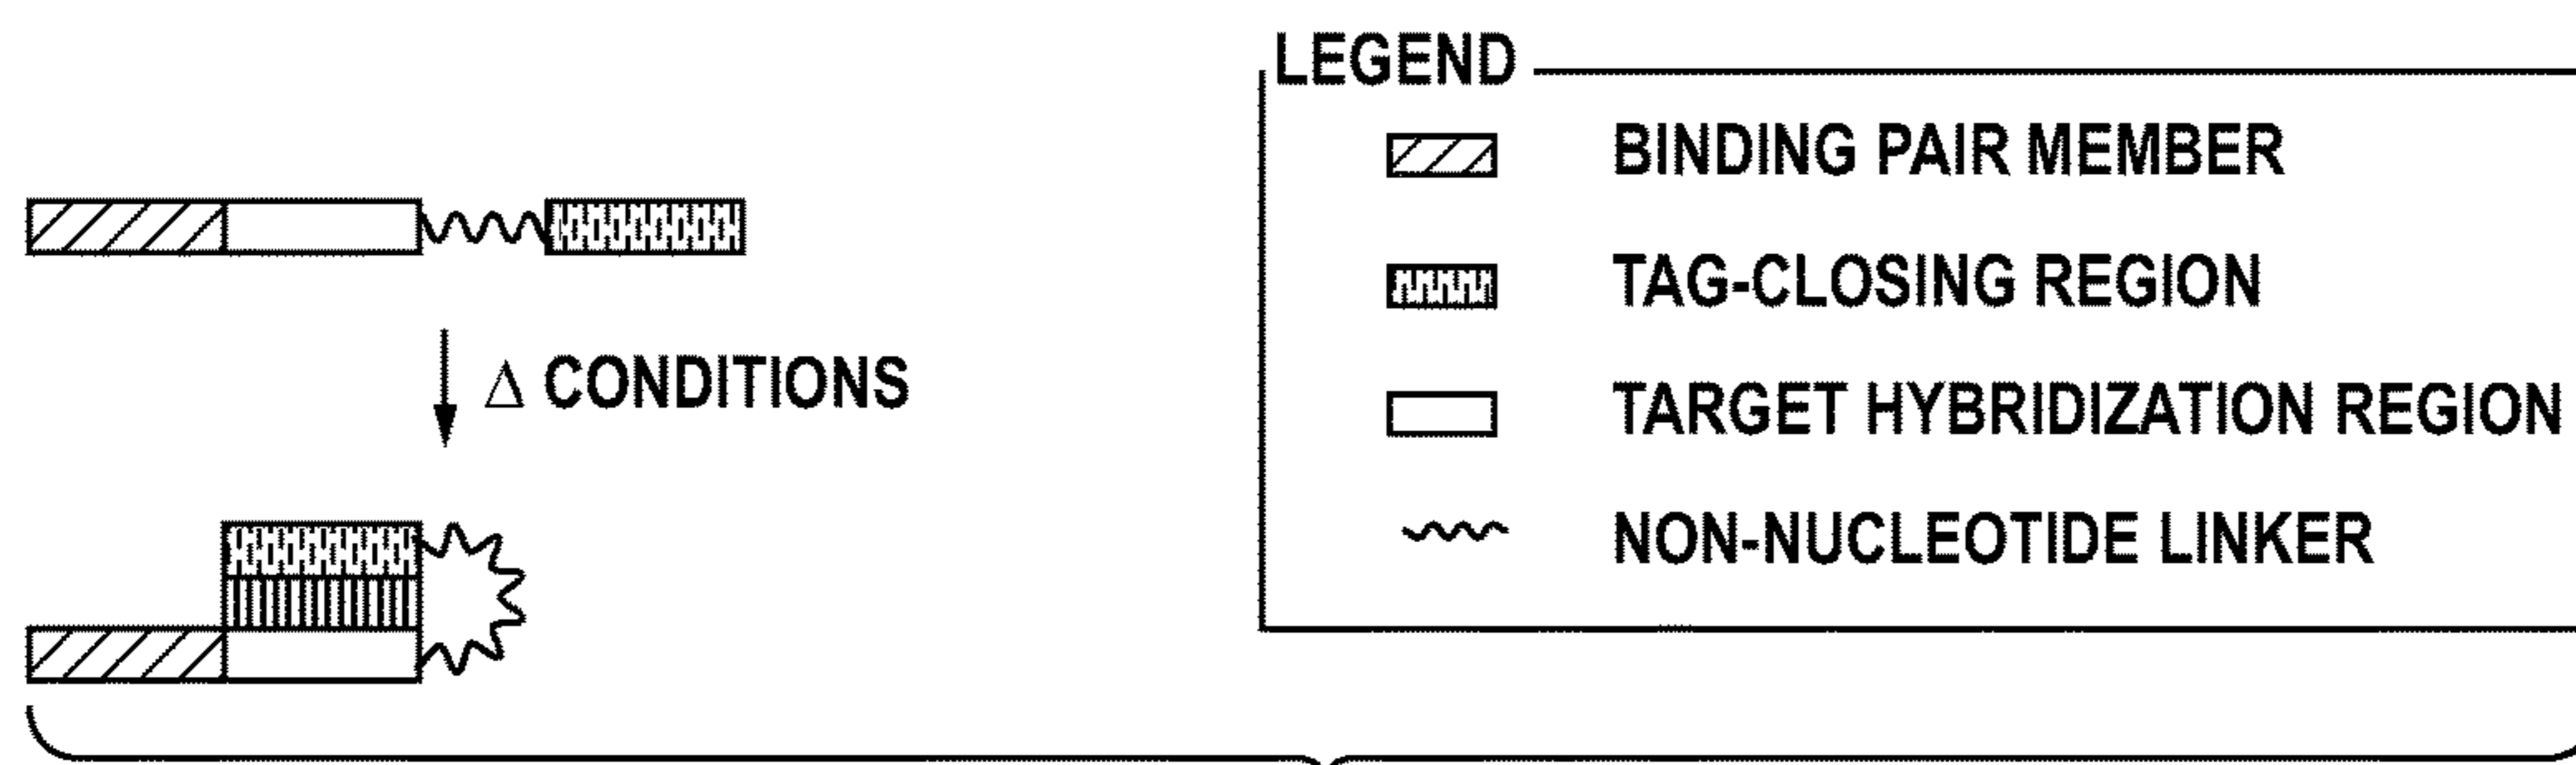 LEGEND
BINDING PAIR MEMBER
TAG-CLOSING REGION
Δ CONDITIONS
TARGET HYBRIDIZATION REGION
NON-NUCLEOTIDE LINKER